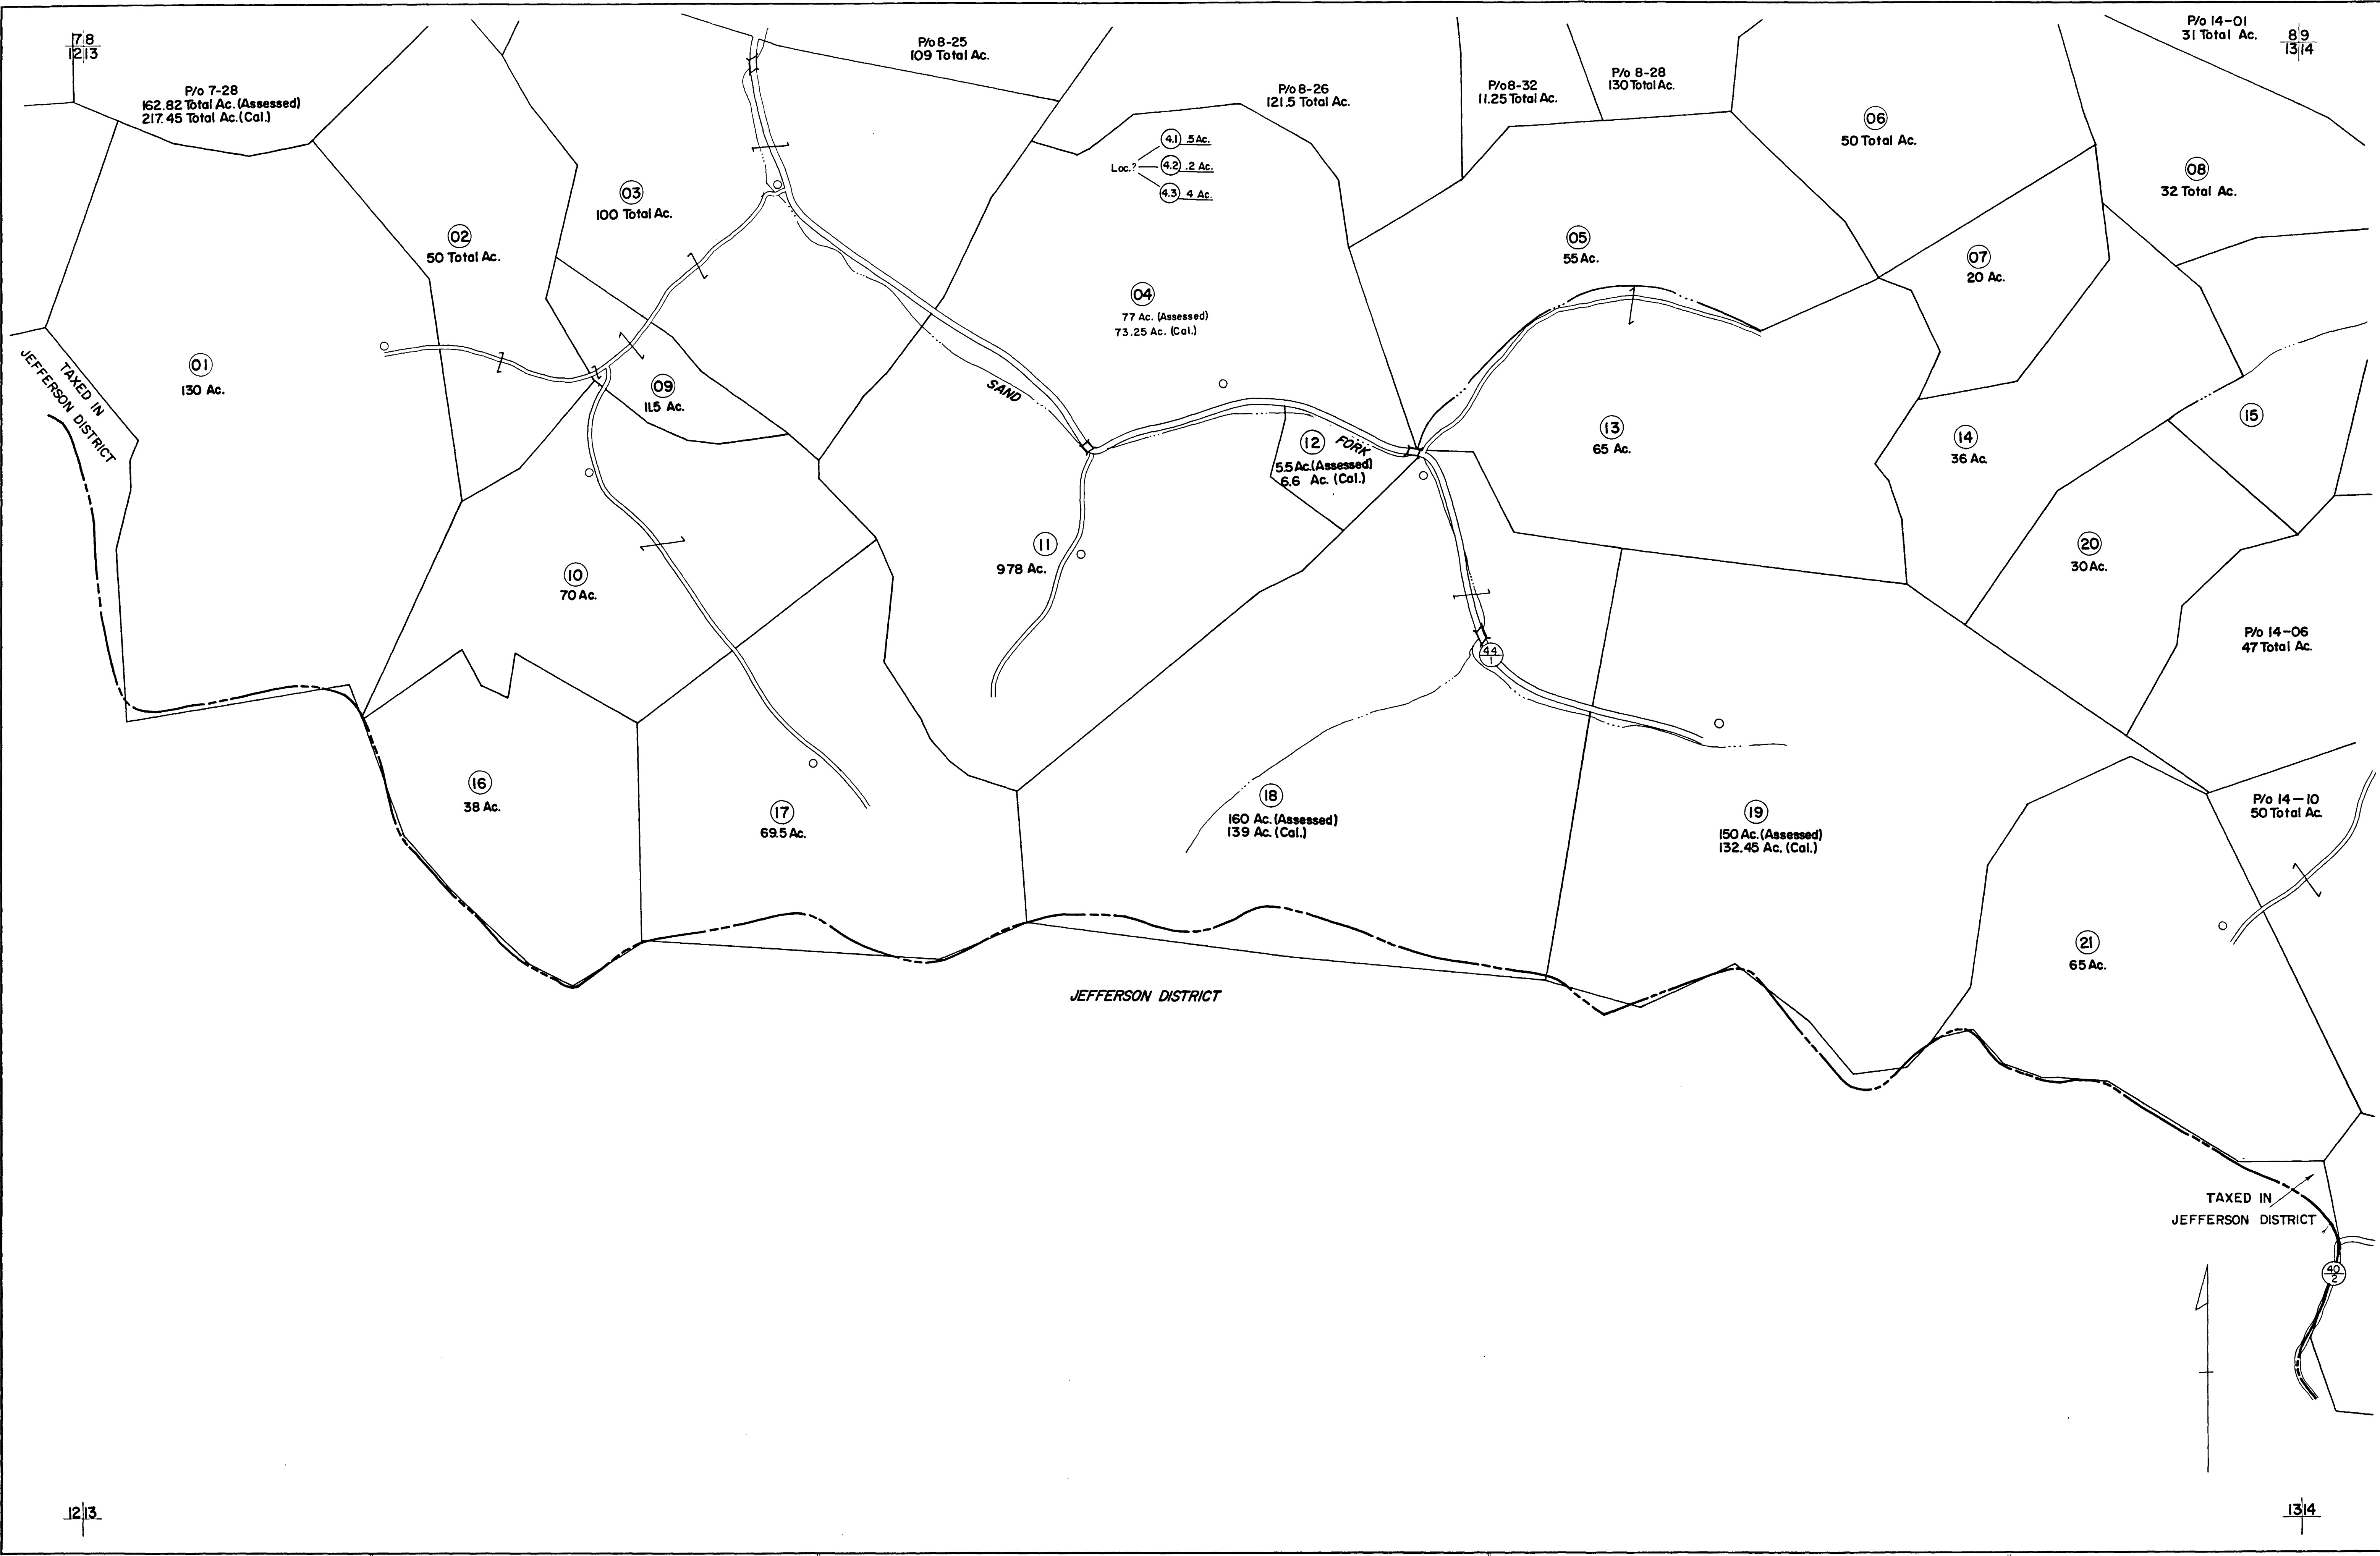 7 8
12 13
P/o 7-28
162.82 Total Ac. (Assessed)
217.45 Total Ac. (Cal.)
P/o 8-25
109 Total Ac.
P/o 8-26
121.5 Total Ac.
P/o 8-32
11.25 Total Ac.
P/o 8-28
130 Total Ac.
P/o 14-01
31 Total Ac.
8 9
13 14
06
50 Total Ac.
08
32 Total Ac.
Loc.?
4.1 .5 Ac.
4.2 .2 Ac.
4.3 4 Ac.
03
100 Total Ac.
02
50 Total Ac.
05
55 Ac.
07
20 Ac.
04
77 Ac. (Assessed)
73.25 Ac. (Cal.)
01
130 Ac.
TAXED IN
JEFFERSON DISTRICT
09
11.5 Ac.
SAND
FORK
12
5.5 Ac. (Assessed)
6.6 Ac. (Cal.)
13
65 Ac.
14
36 Ac.
15
11
97.8 Ac.
10
70 Ac.
20
30 Ac.
P/o 14-06
47 Total Ac.
44
1
16
38 Ac.
17
69.5 Ac.
18
160 Ac. (Assessed)
139 Ac. (Cal.)
19
150 Ac. (Assessed)
132.45 Ac. (Cal.)
P/o 14-10
50 Total Ac.
21
65 Ac.
JEFFERSON DISTRICT
TAXED IN
JEFFERSON DISTRICT
40
2
12 13
13 14